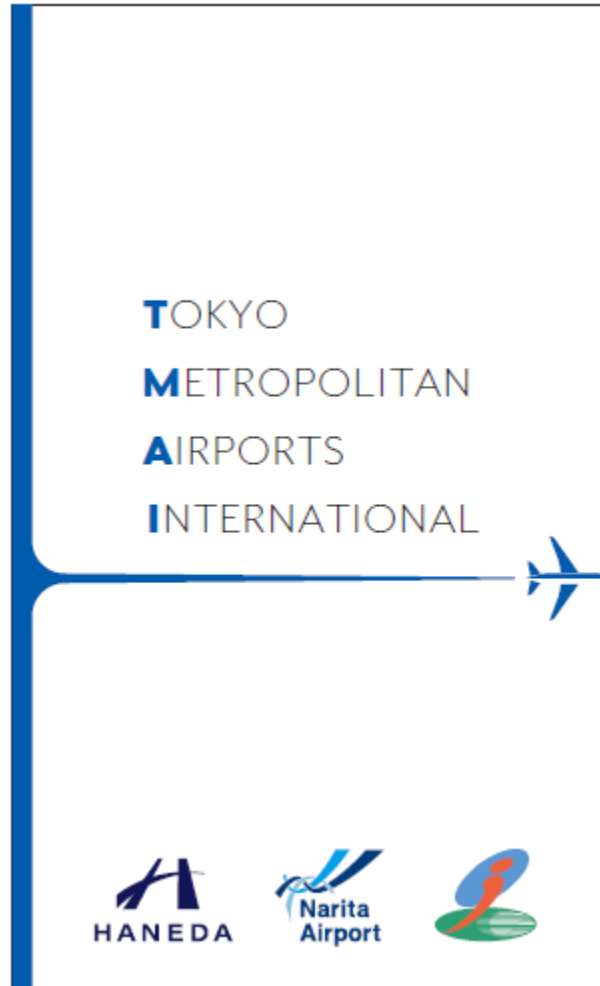 TOKYO
METROPOLITAN
AIRPORTS
INTERNATIONAL
HANEDA
Narita
Airport